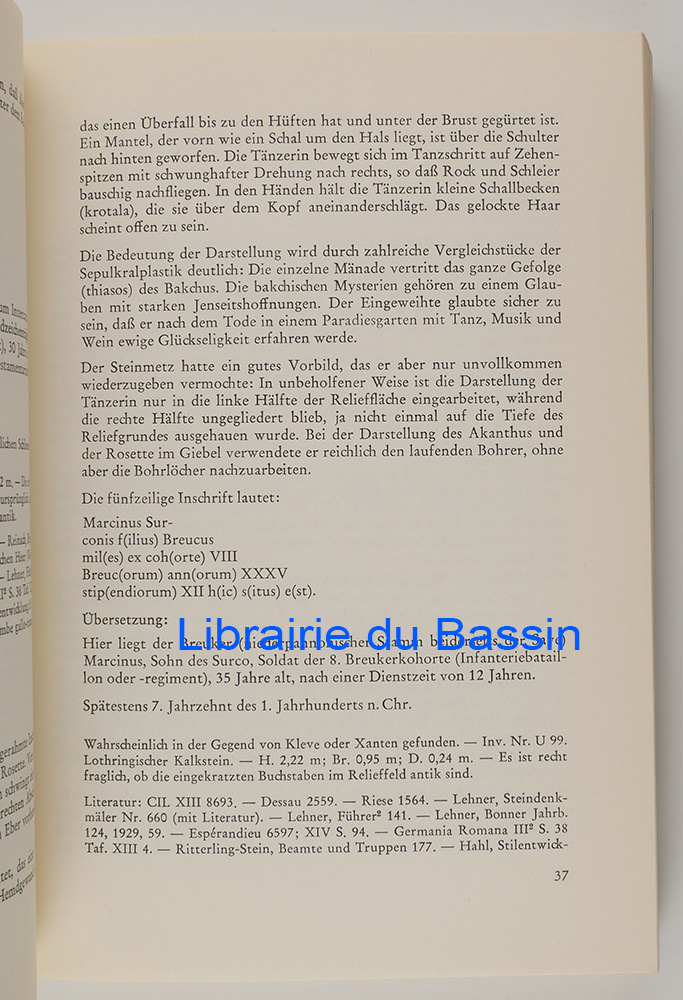 das einen Überfall bis zu den Hüften hat und unter der Brust gegürtet ist.
Ein Mantel, der vorn wie ein Schal um den Hals liegt, ist über die Schulter
nach hinten geworfen. Die Tänzerin bewegt sich im Tanzschritt auf Zehen-
spitzen mit schwunghafter Drehung nach rechts, so daß Rock und Schleier
bauschig nachfliegen. In den Händen hält die Tänzerin kleine Schallbecken
(krotala), die sie über dem Kopf aneinanderschlägt. Das gelockte Haar
scheint offen zu sein.
Die Bedeutung der Darstellung wird durch zahlreiche Vergleichstücke der
Sepulkralplastik deutlich: Die einzelne Mänade vertritt das ganze Gefolge
(thiasos) des Bakchus. Die bakchischen Mysterien gehören zu einem Glau-
ben mit starken Jenseitshoffnungen. Der Eingeweihte glaubte sicher zu
sein, daß er nach dem Tode in einem Paradiesgarten mit Tanz, Musik und
Wein ewige Glückseligkeit erfahren werde.
Der Steinmetz hatte ein gutes Vorbild, das er aber nur unvollkommen
wiederzugeben vermochte: In unbeholfener Weise ist die Darstellung der
Tänzerin nur in die linke Hälfte der Relieffläche eingearbeitet, während
die rechte Hälfte ungegliedert blieb, ja nicht einmal auf die Tiefe des
Reliefgrundes ausgehauen wurde. Bei der Darstellung des Akanthus und
der Rosette im Giebel verwendete er reichlich den laufenden Bohrer, ohne
aber die Bohrlöcher nachzuarbeiten.
Die fünfzeilige Inschrift lautet:
Marcinus Sur-
conis f(ilius) Breucus
mil(es) ex coh(orte) VIII
Breuc(orum) ann(orum) XXXV
stip(endiorum) XII h(ic) s(itus) e(st).
Übersetzung:
Librairie du Bassin
Hier liegt der Breuker (niederpannonischer Stamm beiderseits der Save)
Marcinus, Sohn des Surco, Soldat der 8. Breukerkohorte (Infanteriebatail-
lon oder -regiment), 35 Jahre alt, nach einer Dienstzeit von 12 Jahren.
Spätestens 7. Jahrzehnt des 1. Jahrhunderts n. Chr.
Wahrscheinlich in der Gegend von Kleve oder Xanten gefunden. — Inv. Nr. U 99.
Lothringischer Kalkstein. — H. 2,22 m; Br. 0,95 m; D. 0,24 m. — Es ist recht
fraglich, ob die eingekratzten Buchstaben im Relieffeld antik sind.
Literatur: CIL XIII 8693. — Dessau 2559. — Riese 1564. — Lehner, Steindenk-
mäler Nr. 660 (mit Literatur). — Lehner, Führer² 141. — Lehner, Bonner Jahrb.
124, 1929, 59. — Espérandieu 6597; XIV S. 94. — Germania Romana III² S. 38
Taf. XIII 4. — Ritterling-Stein, Beamte und Truppen 177. — Hahl, Stilentwick-
37